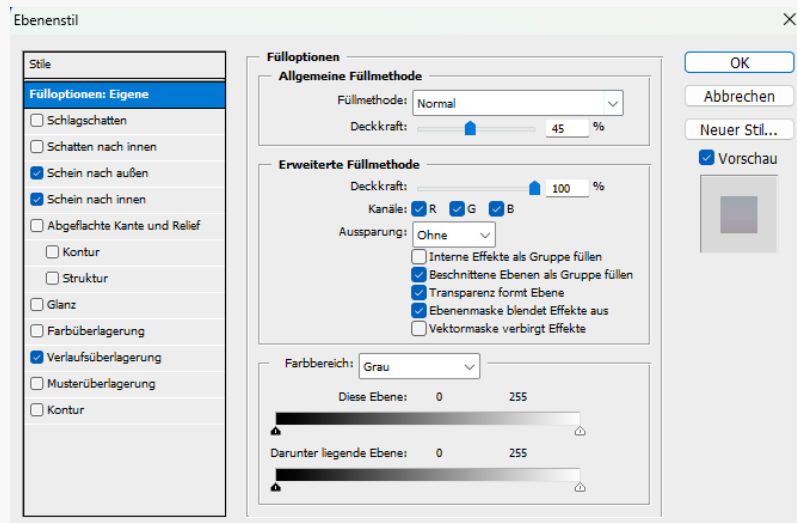 Ebenenstil
Stile
Fülloptionen: Eigene
Schlagschatten
Schatten nach innen
Schein nach außen
Schein nach innen
Abgeflachte Kante und Relief
Kontur
Struktur
Glanz
Farbüberlagerung
Verlaufsüberlagerung
Musterüberlagerung
Kontur
Fülloptionen
Allgemeine Füllmethode
Füllmethode: Normal
Deckkraft: 45 %
Erweiterte Füllmethode
Deckkraft: 100 %
Kanäle: R G B
Aussparung: Ohne
Interne Effekte als Gruppe füllen
Beschnittene Ebenen als Gruppe füllen
Transparenz formt Ebene
Ebenenmaske blendet Effekte aus
Vektormaske verbirgt Effekte
Farbbereich: Grau
Diese Ebene: 0 255
Darunter liegende Ebene: 0 255
OK
Abbrechen
Neuer Stil...
Vorschau